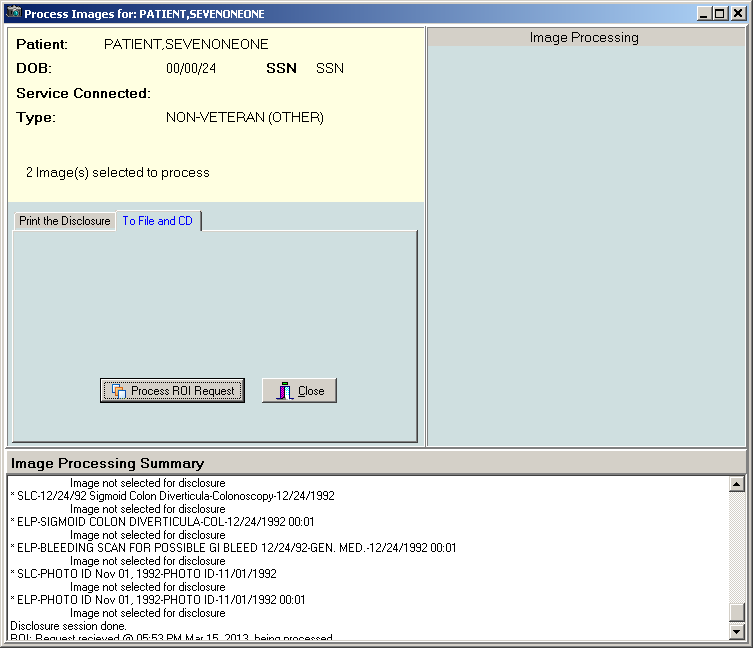 Process Images for: PATIENT,SEVENONEONE
Patient: PATIENT,SEVENONEONE
DOB: 00/00/24 SSN SSN
Service Connected:
Type: NON-VETERAN (OTHER)
2 Image(s) selected to process
Image Processing
Print the Disclosure To File and CD
Process ROI Request Close
Image Processing Summary
Image not selected for disclosure
* SLC-12/24/92 Sigmoid Colon Diverticula-Colonoscopy-12/24/1992
Image not selected for disclosure
* ELP-SIGMOID COLON DIVERTICULA-COL-12/24/1992 00:01
Image not selected for disclosure
* ELP-BLEEDING SCAN FOR POSSIBLE GI BLEED 12/24/92-GEN. MED.-12/24/1992 00:01
Image not selected for disclosure
* SLC-PHOTO ID Nov 01, 1992-PHOTO ID-11/01/1992
Image not selected for disclosure
* ELP-PHOTO ID Nov 01, 1992-PHOTO ID-11/01/1992 00:01
Image not selected for disclosure
Disclosure session done.
ROI: Request recieved @ 05:53 PM Mar 15, 2013, being processed